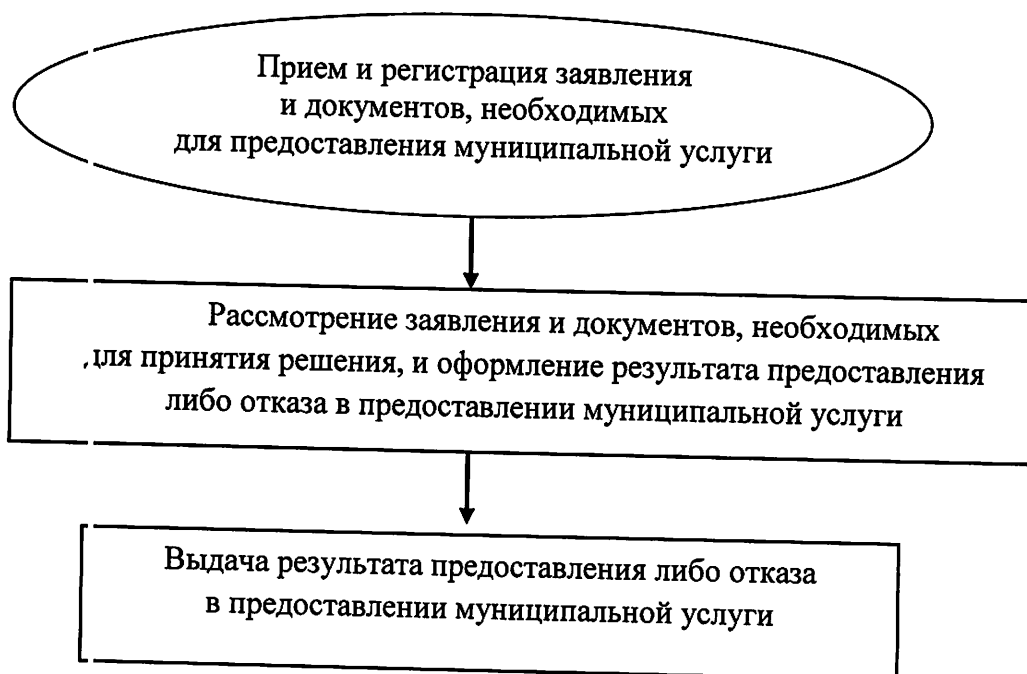 Прием и регистрация заявления
и документов, необходимых
для предоставления муниципальной услуги
Рассмотрение заявления и документов, необходимых
для принятия решения, и оформление результата предоставления
либо отказа в предоставлении муниципальной услуги
Выдача результата предоставления либо отказа
в предоставлении муниципальной услуги